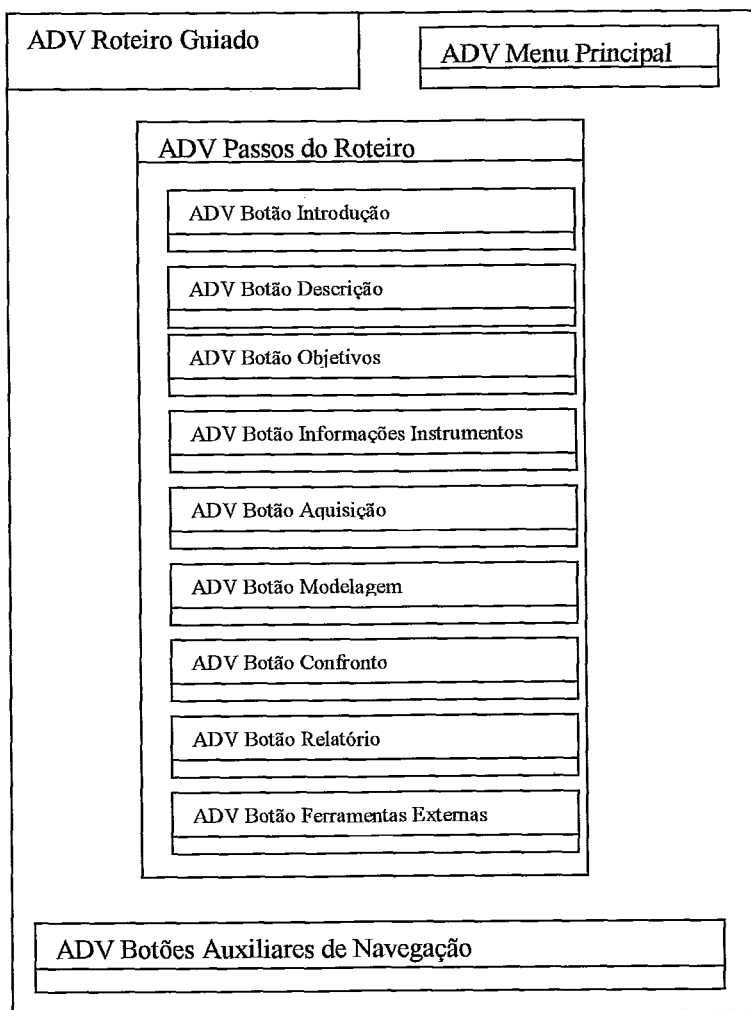 ADV Roteiro Guiado
ADV Menu Principal
ADV Passos do Roteiro
ADV Botão Introdução
ADV Botão Descrição
ADV Botão Objetivos
ADV Botão Informações Instrumentos
ADV Botão Aquisição
ADV Botão Modelagem
ADV Botão Confronto
ADV Botão Relatório
ADV Botão Ferramentas Externas
ADV Botões Auxiliares de Navegação